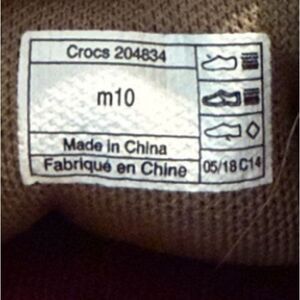 Crocs 204834
m10
Made in China
Fabriqué en Chine
05/18 C14